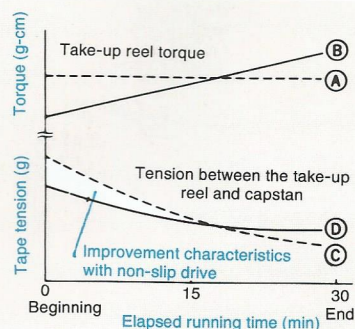 Torque (g-cm)
Take-up reel torque
B
A
Tape tension (g)
Tension between the take-up
reel and capstan
D
C
Improvement characteristics
with non-slip drive
0
15
30
Beginning
End
Elapsed running time (min)